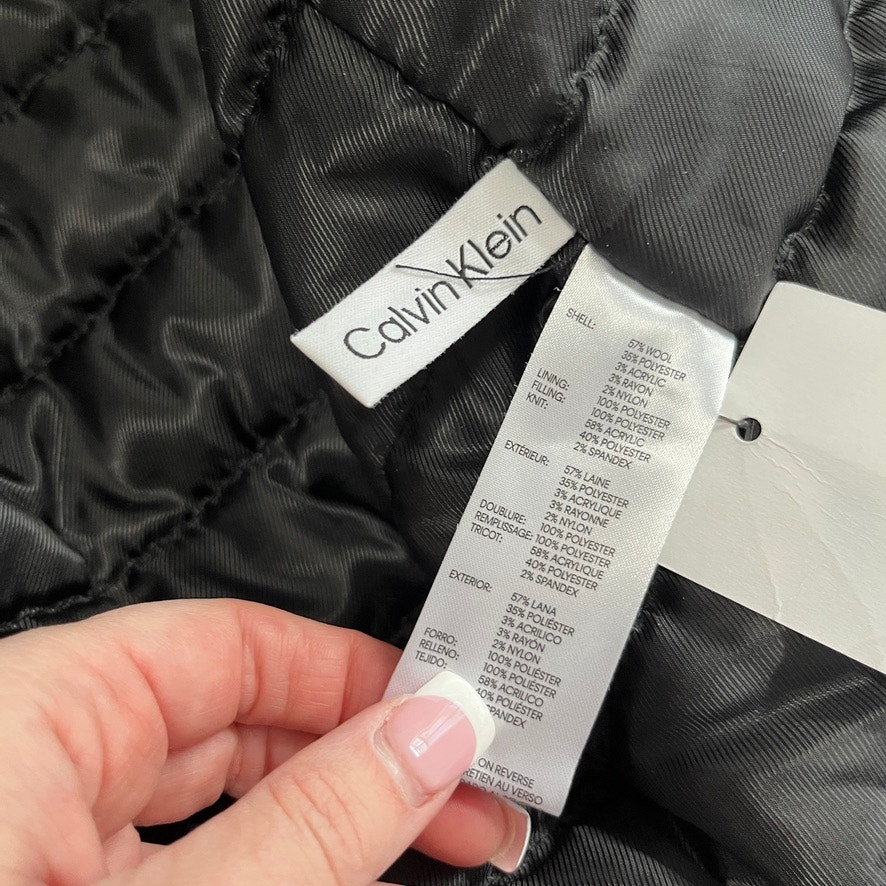 Calvin Klein
SHELL:
57% WOOL
35% POLYESTER
3% ACRYLIC
3% RAYON
2% NYLON
LINING: 100% POLYESTER
FILLING: 100% POLYESTER
KNIT: 58% ACRYLIC
40% POLYESTER
2% SPANDEX
EXTÉRIEUR:
57% LAINE
35% POLYESTER
3% ACRYLIQUE
3% RAYONNE
2% NYLON
DOUBLURE: 100% POLYESTER
REMPLISSAGE: 100% POLYESTER
TRICOT: 58% ACRYLIQUE
40% POLYESTER
2% SPANDEX
EXTERIOR:
57% LANA
35% POLIÉSTER
3% ACRILICO
3% RAYÓN
2% NYLON
FORRO: 100% POLIÉSTER
RELLENO: 100% POLIÉSTER
TEJIDO: 58% ACRILICO
40% POLIÉSTER
SPANDEX
ON REVERSE
AU VERSO